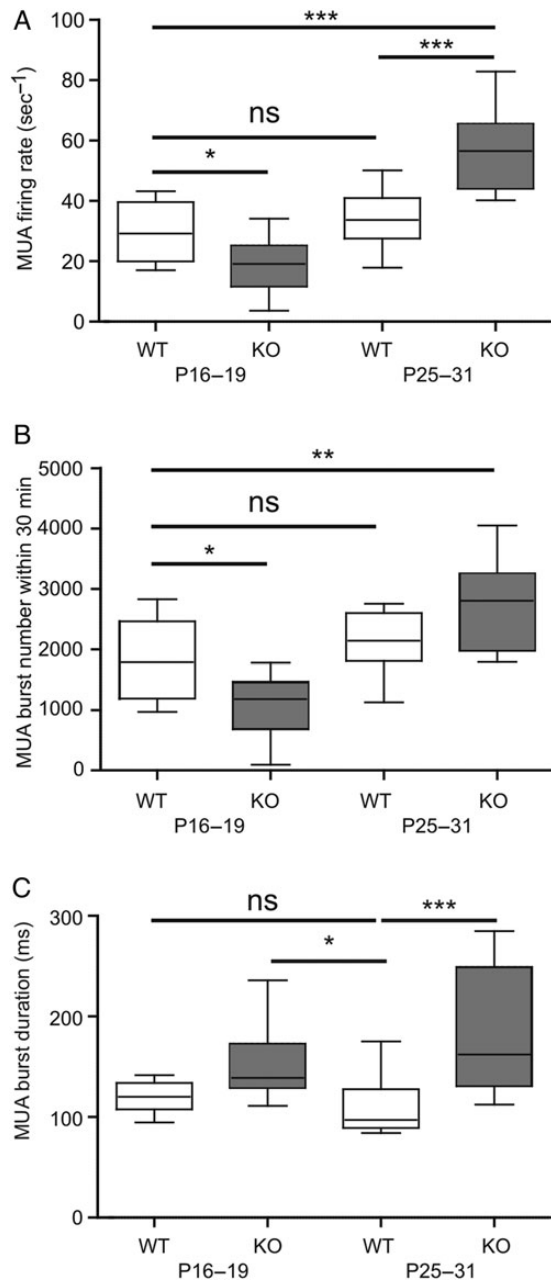 A
MUA firing rate (sec−1)
100
80
60
40
20
0
***
***
ns
*
WT KO WT KO
P16–19 P25–31
B
MUA burst number within 30 min
5000
4000
3000
2000
1000
0
**
ns
*
WT KO WT KO
P16–19 P25–31
C
MUA burst duration (ms)
300
200
100
0
ns ***
*
WT KO WT KO
P16–19 P25–31